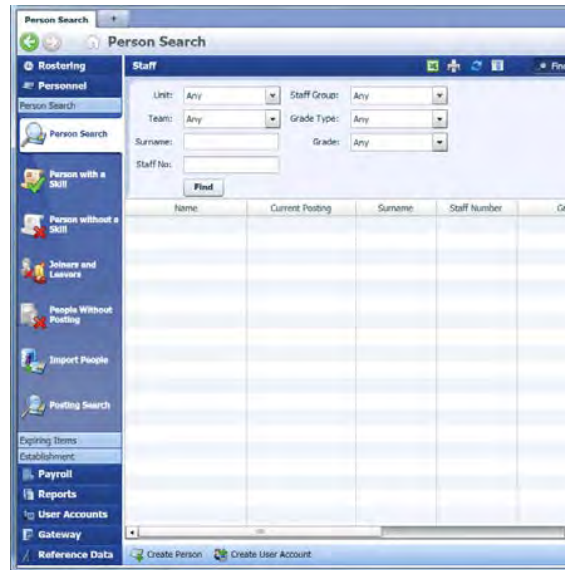 Person Search +
Person Search
Rostering
Staff
Fin
Personnel
Person Search
Unit: Any Staff Group: Any
Team: Any Grade Type: Any
Person Search
Surname: Grade: Any
Staff No:
Person with a
Skill
Find
Name Current Posting Surname Staff Number G
Person without a
Skill
Joiners and
Leavers
People Without
Posting
Import People
Posting Search
Expiring Items
Establishment
Payroll
Reports
User Accounts
Gateway
Reference Data
Create Person Create User Account